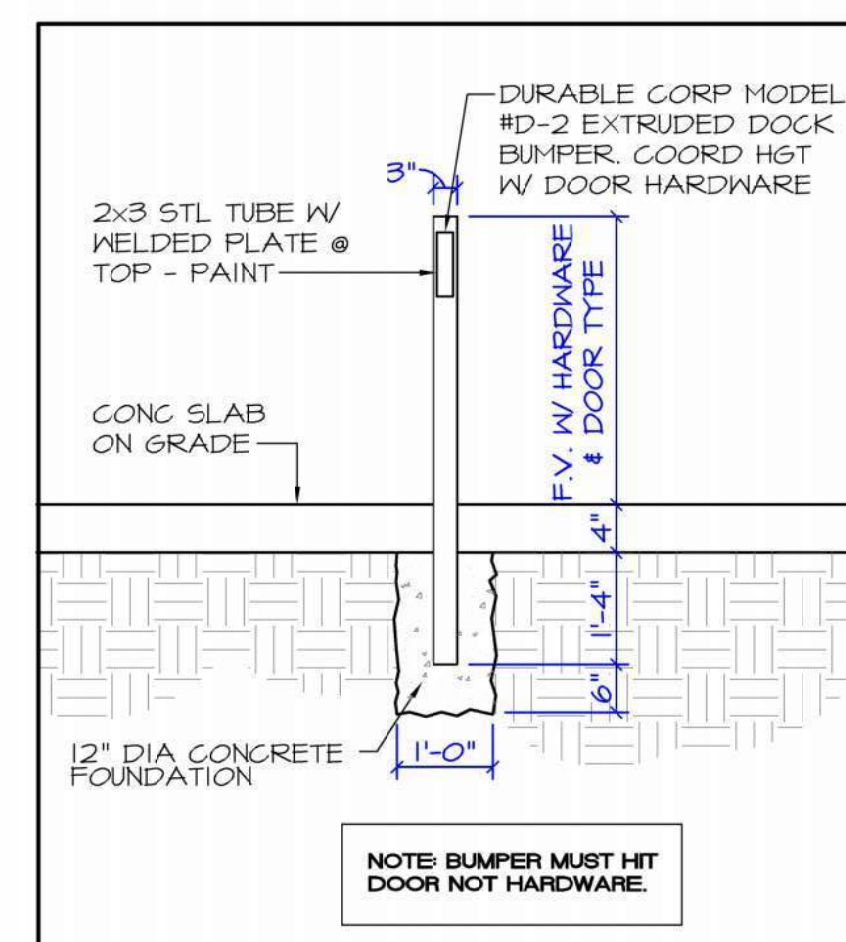 DURABLE CORP MODEL
#D-2 EXTRUDED DOCK
BUMPER. COORD HGT
W/ DOOR HARDWARE
3"
2x3 STL TUBE W/
WELDED PLATE @
TOP - PAINT
F.V. W/ HARDWARE
& DOOR TYPE
CONC SLAB
ON GRADE
4"
1'-4"
6"
12" DIA CONCRETE
FOUNDATION
1'-0"
NOTE: BUMPER MUST HIT
DOOR NOT HARDWARE.